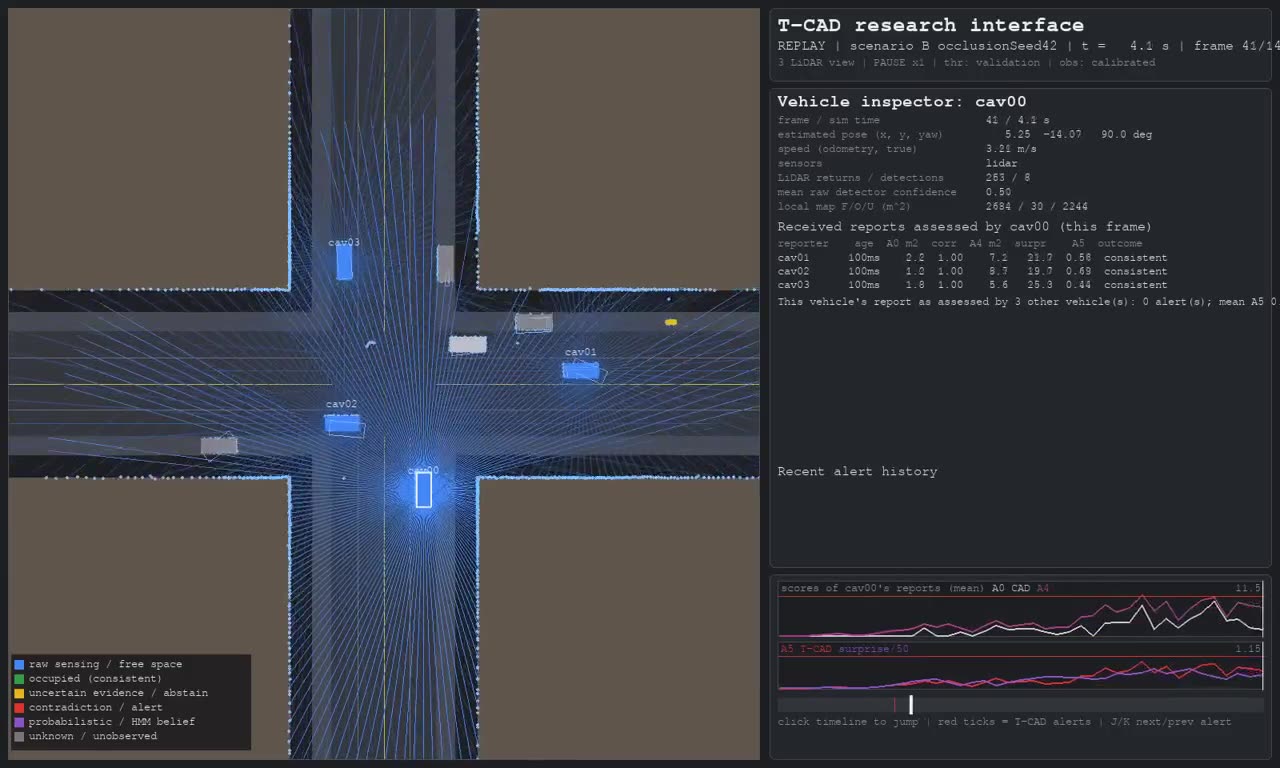 T-CAD research interface
REPLAY | scenario B occlusionSeed42 | t = 4.1 s | frame 41/14
3 LiDAR view | PAUSE x1 | thr: validation | obs: calibrated
Vehicle inspector: cav00
frame / sim time 41 / 4.1 s
estimated pose (x, y, yaw) 5.25 -14.07 90.0 deg
speed (odometry, true) 3.21 m/s
sensors lidar
LiDAR returns / detections 253 / 8
mean raw detector confidence 0.50
local map F/O/U (m^2) 2684 / 30 / 2244
Received reports assessed by cav00 (this frame)
reporter age A0 m2 corr A4 m2 surpr A5 outcome
cav01 100ms 2.2 1.00 7.2 21.7 0.56 consistent
cav02 100ms 1.2 1.00 8.7 19.7 0.69 consistent
cav03 100ms 1.8 1.00 5.6 25.3 0.44 consistent
This vehicle's report as assessed by 3 other vehicle(s): 0 alert(s); mean A5 0.
Recent alert history
scores of cav00's reports (mean) A0 CAD A4 11.5
A5 T-CAD surprise/50 1.15
click timeline to jump | red ticks = T-CAD alerts | J/K next/prev alert
cav03
cav01
cav02
cav00
raw sensing / free space
occupied (consistent)
uncertain evidence / abstain
contradiction / alert
probabilistic / HMM belief
unknown / unobserved